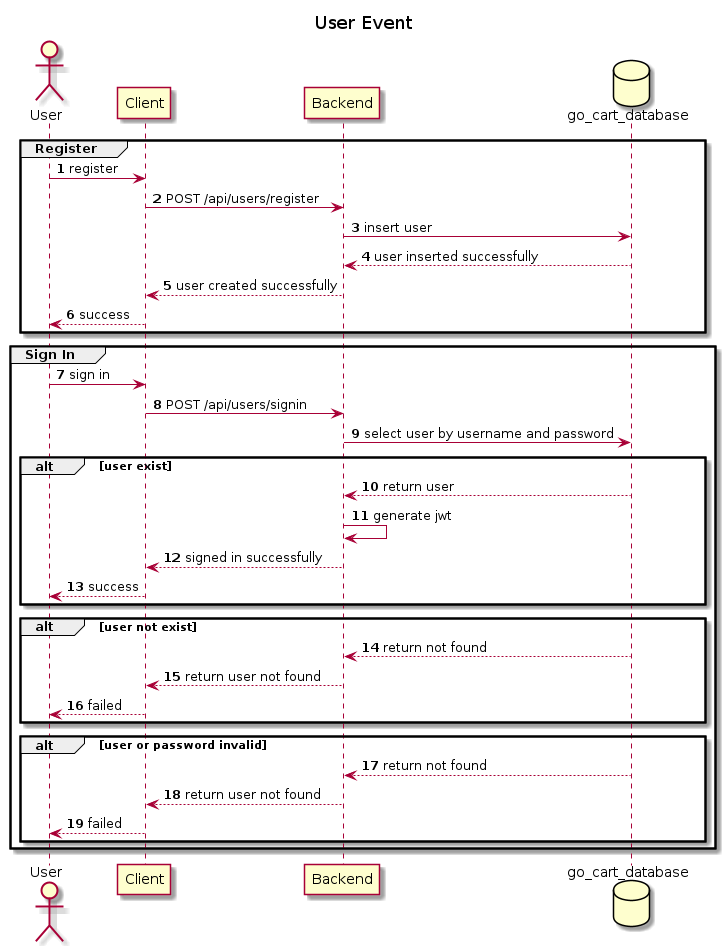 User Event
User
Client
Backend
go_cart_database
Register
1 register
2 POST /api/users/register
3 insert user
4 user inserted successfully
5 user created successfully
6 success
Sign In
7 sign in
8 POST /api/users/signin
9 select user by username and password
alt [user exist]
10 return user
11 generate jwt
12 signed in successfully
13 success
alt [user not exist]
14 return not found
15 return user not found
16 failed
alt [user or password invalid]
17 return not found
18 return user not found
19 failed
User
Client
Backend
go_cart_database